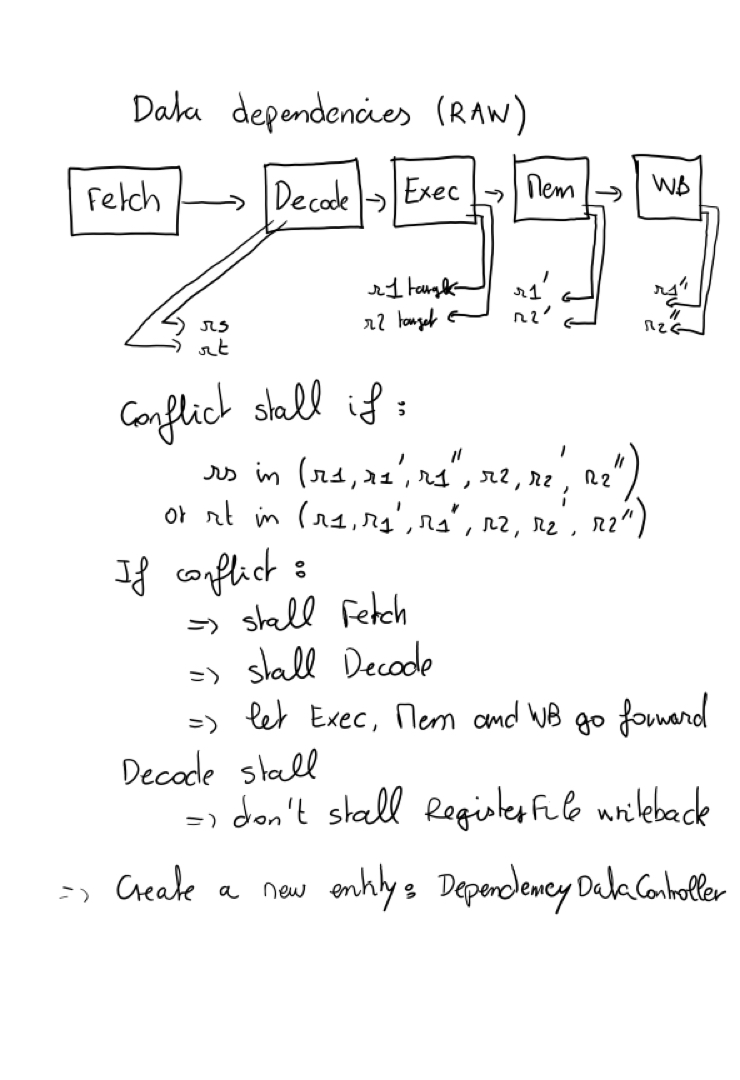 Data dependencies (RAW)
Fetch Decode Exec Mem WB
r1 target r1' r1"
r2 target r2' r2"
rs
rt
Conflict stall if :
rs in (r1, r1', r1", r2, r2', r2")
or rt in (r1, r1', r1", r2, r2', r2")
If conflict :
=> stall Fetch
=> stall Decode
=> let Exec, Mem and WB go forward
Decode stall
=> don't stall RegisterFile writeback
=> Create a new entity : DependencyDataController